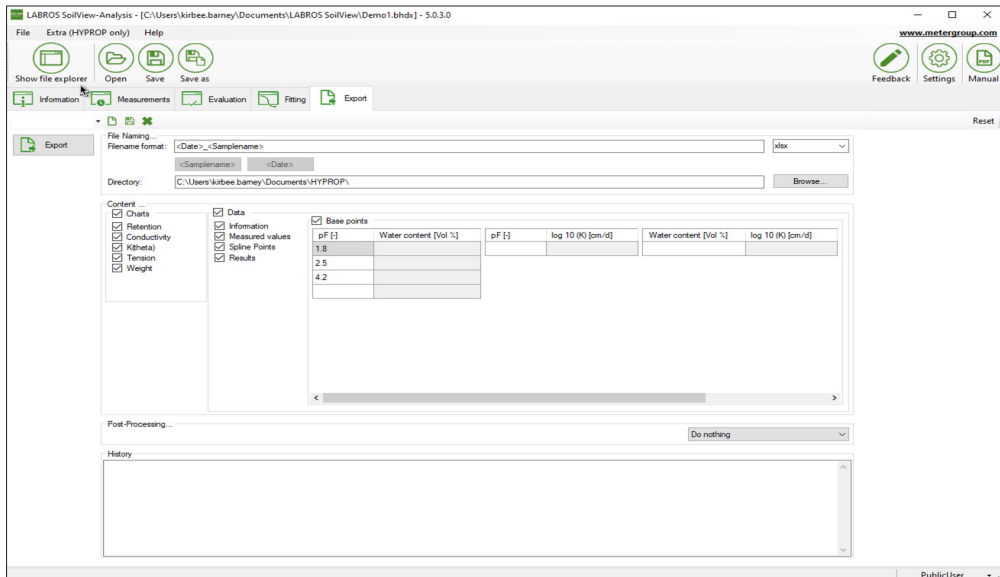 LABROS SoilView-Analysis - [C:\Users\kirbee.barney\Documents\LABROS SoilView\Demo1.bhdx] - 5.0.3.0
File Extra (HYPROP only) Help www.metergroup.com
Show file explorer Open Save Save as Feedback Settings Manual
Information Measurements Evaluation Fitting Export
Reset
Export
File Naming...
Filename format: <Date>_<Samplename> xlsx
<Samplename> <Date>
Directory: C:\Users\kirbee.barney\Documents\HYPROP\ Browse...
Content ...
Charts
Retention
Conductivity
K(theta)
Tension
Weight
Data
Information
Measured values
Spline Points
Results
Base points
pF [-] Water content [Vol %] pF [-] log 10 (K) [cm/d] Water content [Vol %] log 10 (K) [cm/d]
1.8
2.5
4.2
Post-Processing...
Do nothing
History
PublicUser